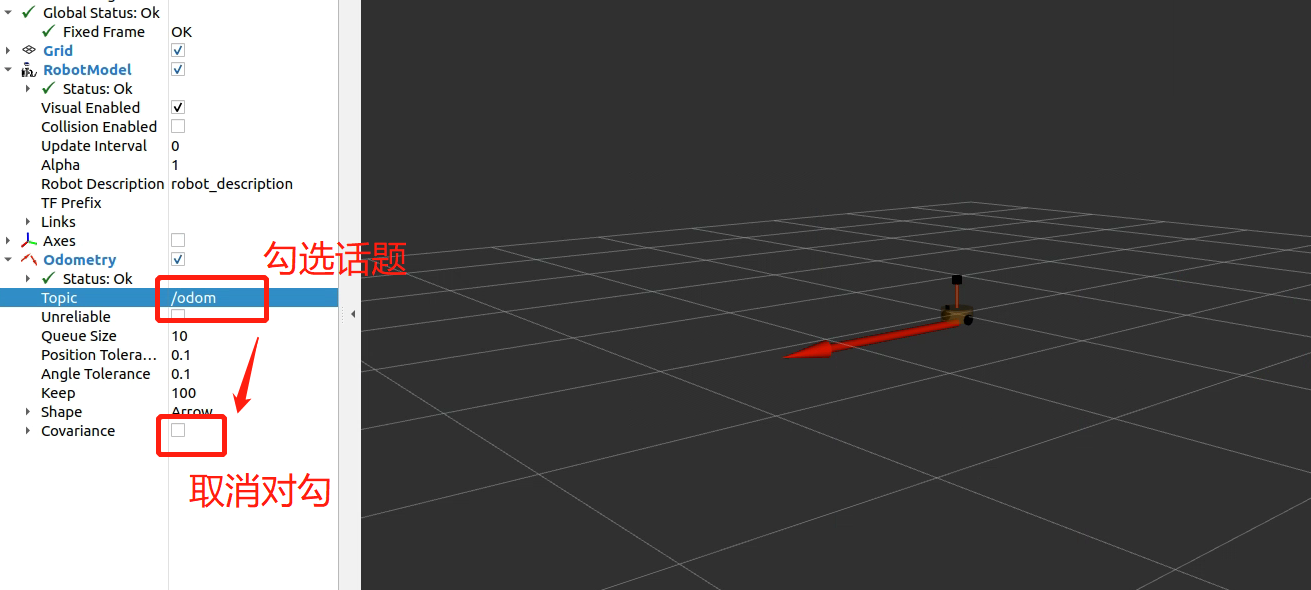 Global Status: Ok
Fixed Frame OK
Grid
RobotModel
Status: Ok
Visual Enabled
Collision Enabled
Update Interval 0
Alpha 1
Robot Description robot_description
TF Prefix
Links
Axes
勾选话题
Odometry
Status: Ok
Topic /odom
Unreliable
Queue Size 10
Position Tolera... 0.1
Angle Tolerance 0.1
Keep 100
Shape Arrow
Covariance
取消对勾